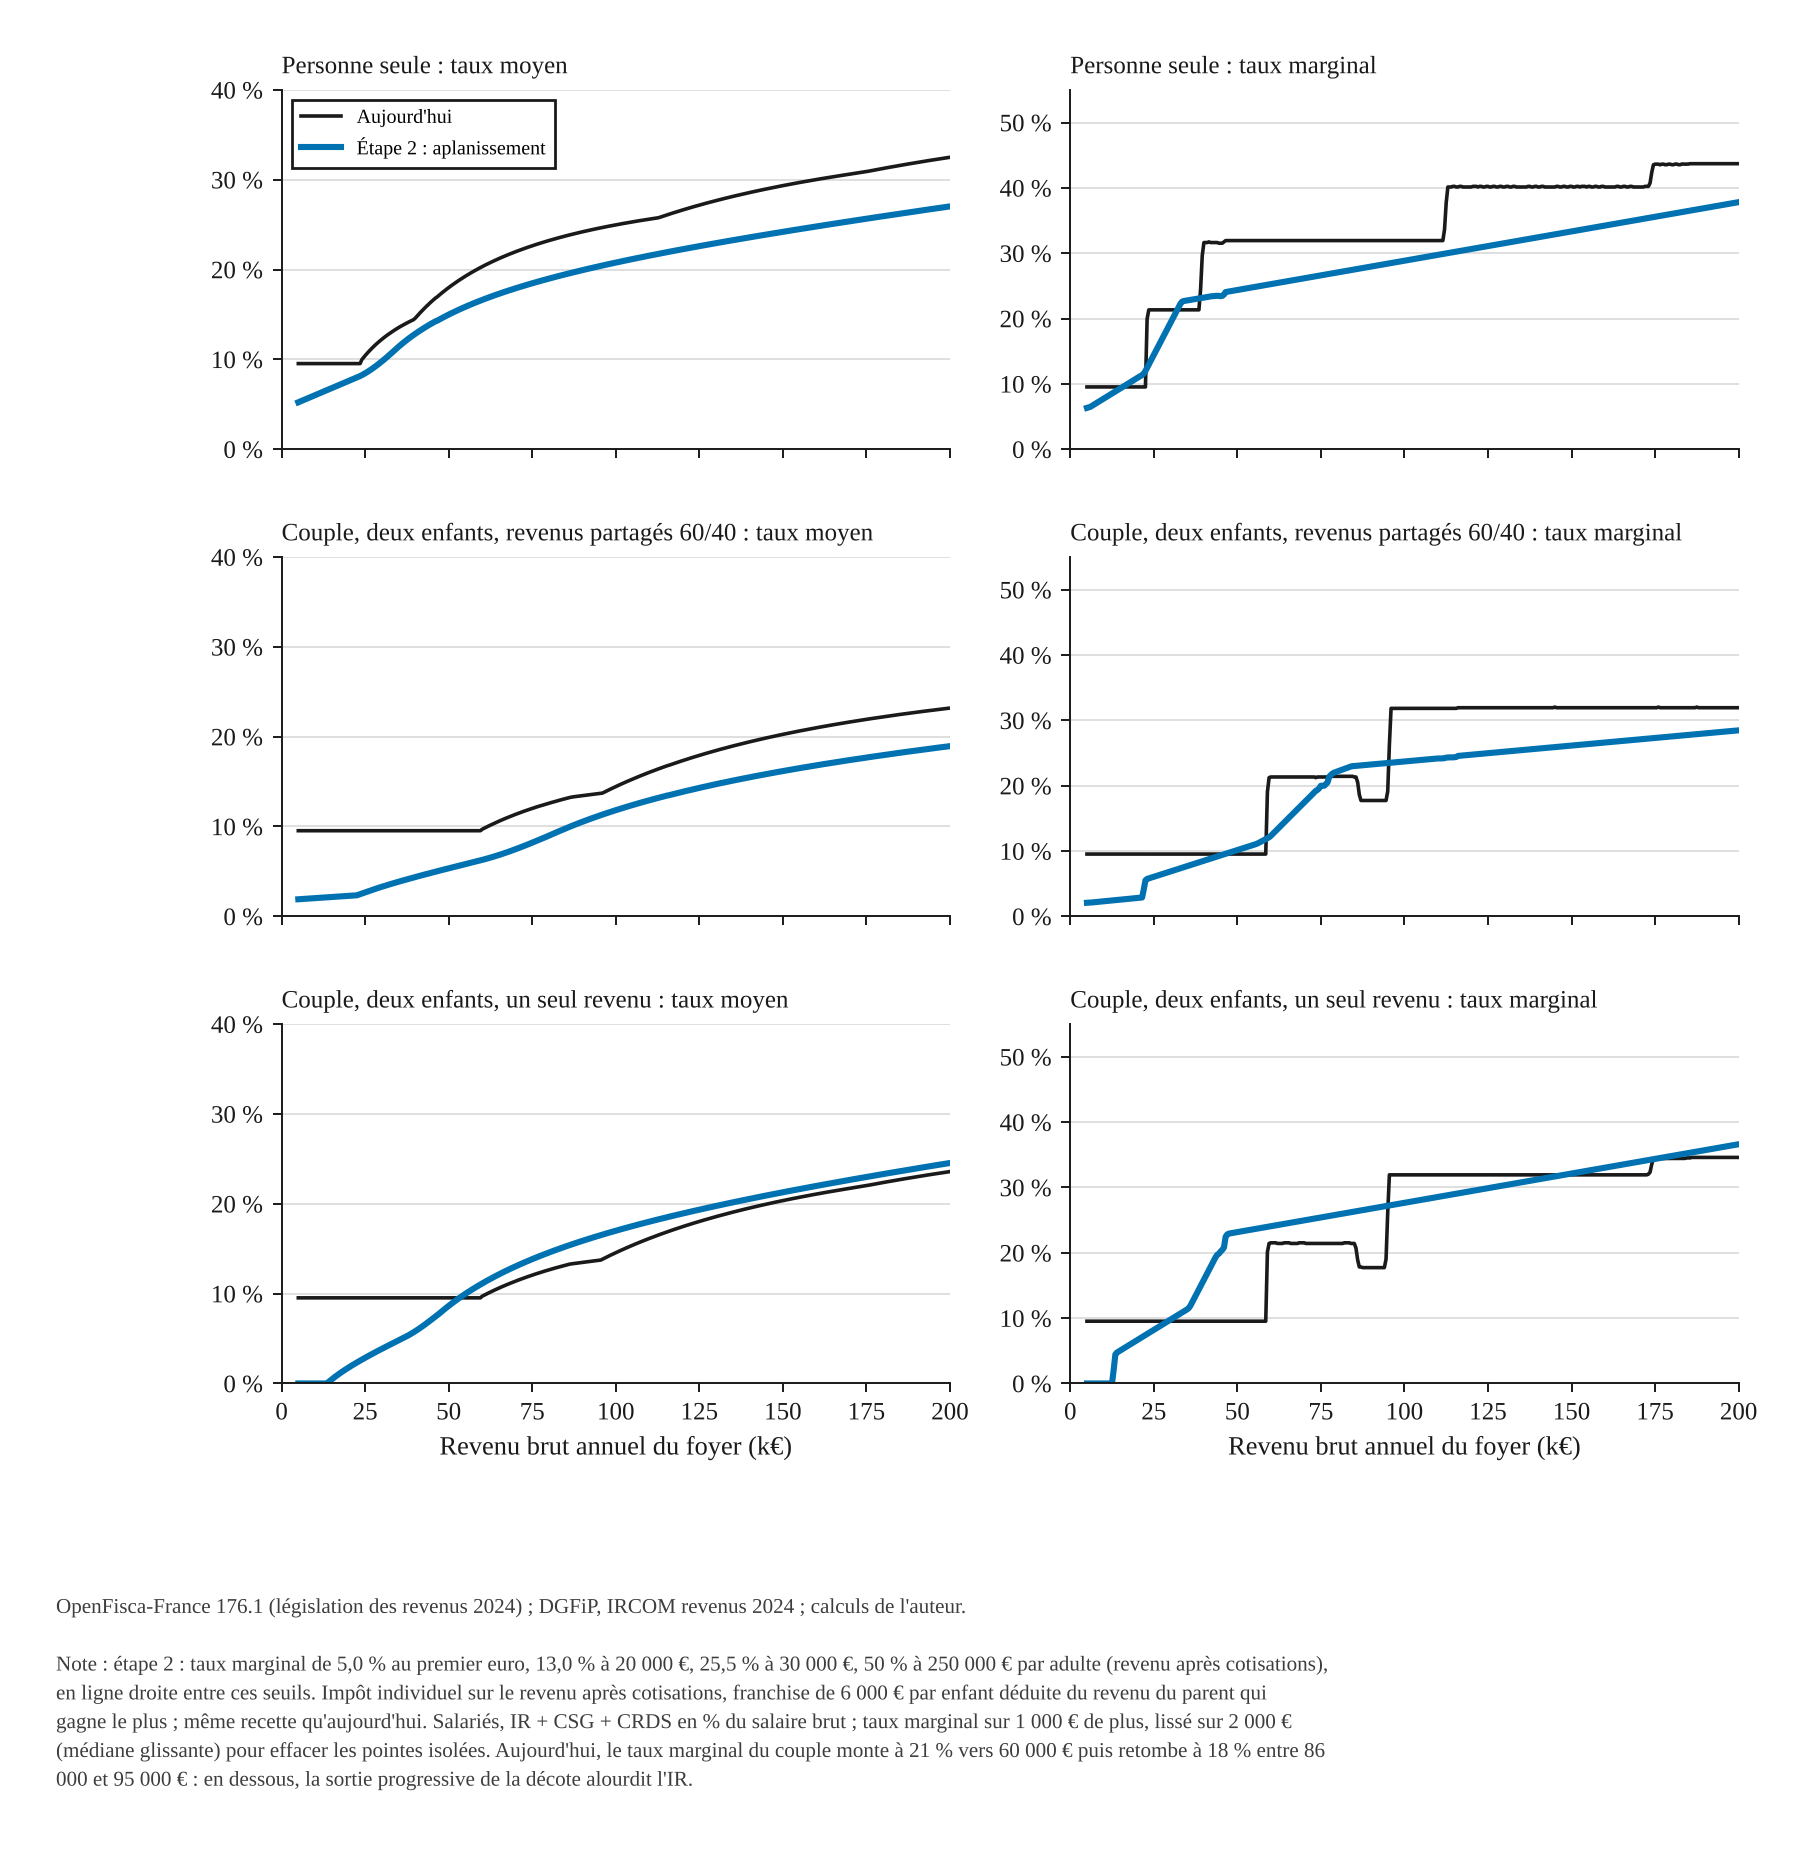 Personne seule : taux moyen
40 %
30 %
20 %
10 %
0 %
Aujourd'hui
Étape 2 : aplanissement
Personne seule : taux marginal
50 %
40 %
30 %
20 %
10 %
0 %
Couple, deux enfants, revenus partagés 60/40 : taux moyen
40 %
30 %
20 %
10 %
0 %
Couple, deux enfants, revenus partagés 60/40 : taux marginal
50 %
40 %
30 %
20 %
10 %
0 %
Couple, deux enfants, un seul revenu : taux moyen
40 %
30 %
20 %
10 %
0 %
0 25 50 75 100 125 150 175 200
Revenu brut annuel du foyer (k€)
Couple, deux enfants, un seul revenu : taux marginal
50 %
40 %
30 %
20 %
10 %
0 %
0 25 50 75 100 125 150 175 200
Revenu brut annuel du foyer (k€)
OpenFisca-France 176.1 (législation des revenus 2024) ; DGFiP, IRCOM revenus 2024 ; calculs de l'auteur.
Note : étape 2 : taux marginal de 5,0 % au premier euro, 13,0 % à 20 000 €, 25,5 % à 30 000 €, 50 % à 250 000 € par adulte (revenu après cotisations),
en ligne droite entre ces seuils. Impôt individuel sur le revenu après cotisations, franchise de 6 000 € par enfant déduite du revenu du parent qui
gagne le plus ; même recette qu'aujourd'hui. Salariés, IR + CSG + CRDS en % du salaire brut ; taux marginal sur 1 000 € de plus, lissé sur 2 000 €
(médiane glissante) pour effacer les pointes isolées. Aujourd'hui, le taux marginal du couple monte à 21 % vers 60 000 € puis retombe à 18 % entre 86
000 et 95 000 € : en dessous, la sortie progressive de la décote alourdit l'IR.